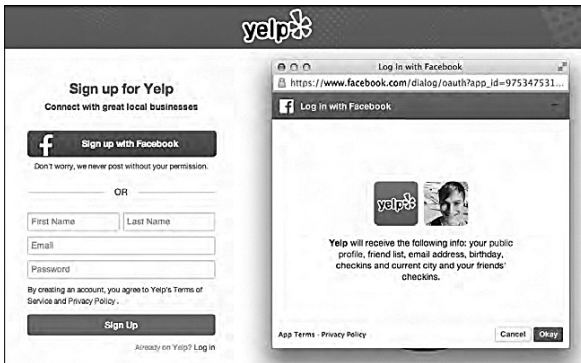 yelp
Sign up for Yelp
Connect with great local businesses
f Sign up with Facebook
Don't worry, we never post without your permission.
OR
First Name Last Name
Email
Password
By creating an account, you agree to Yelp's Terms of
Service and Privacy Policy .
Sign Up
Already on Yelp? Log in
Log In with Facebook
https://www.facebook.com/dialog/oauth?app_id=975347531...
f Log in with Facebook
yelp
Yelp will receive the following info: your public
profile, friend list, email address, birthday,
checkins and current city and your friends'
checkins.
App Terms · Privacy Policy Cancel Okay